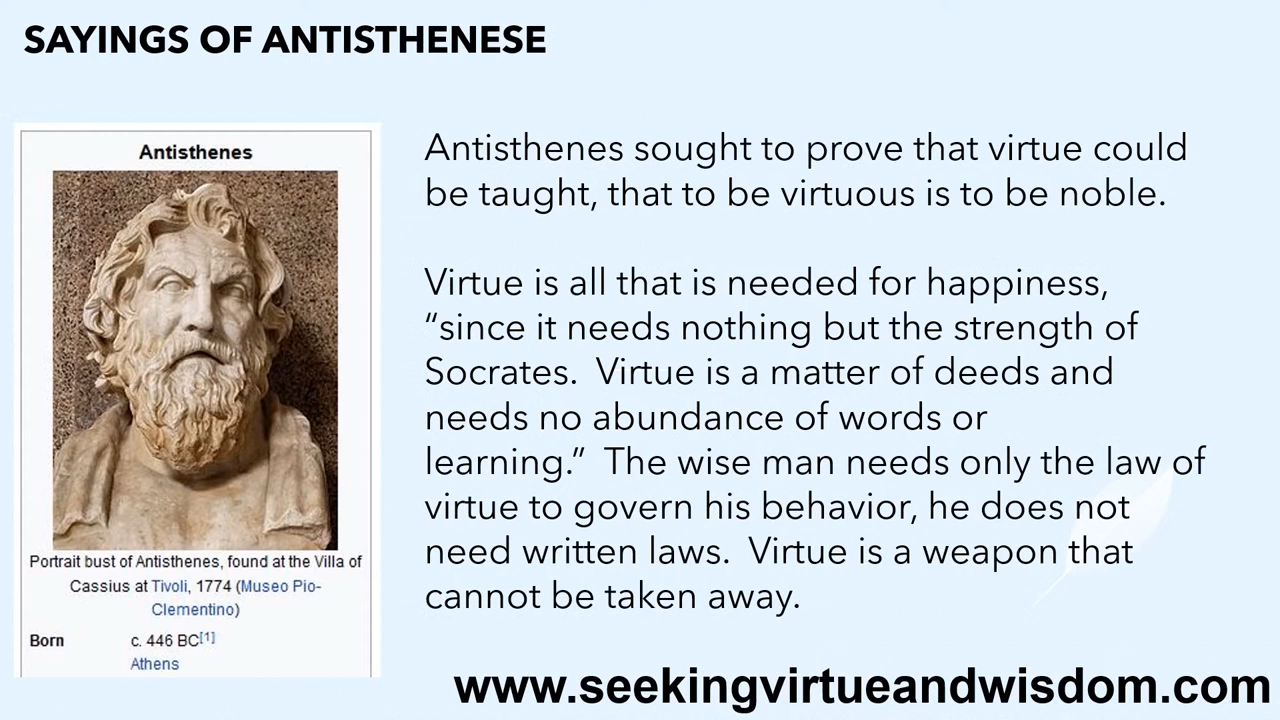 SAYINGS OF ANTISTHENESE
Antisthenes
Portrait bust of Antisthenes, found at the Villa of
Cassius at Tivoli, 1774 (Museo Pio-
Clementino)
Born c. 446 BC[1]
Athens
Antisthenes sought to prove that virtue could
be taught, that to be virtuous is to be noble.
Virtue is all that is needed for happiness,
“since it needs nothing but the strength of
Socrates.  Virtue is a matter of deeds and
needs no abundance of words or
learning.”  The wise man needs only the law of
virtue to govern his behavior, he does not
need written laws.  Virtue is a weapon that
cannot be taken away.
www.seekingvirtueandwisdom.com